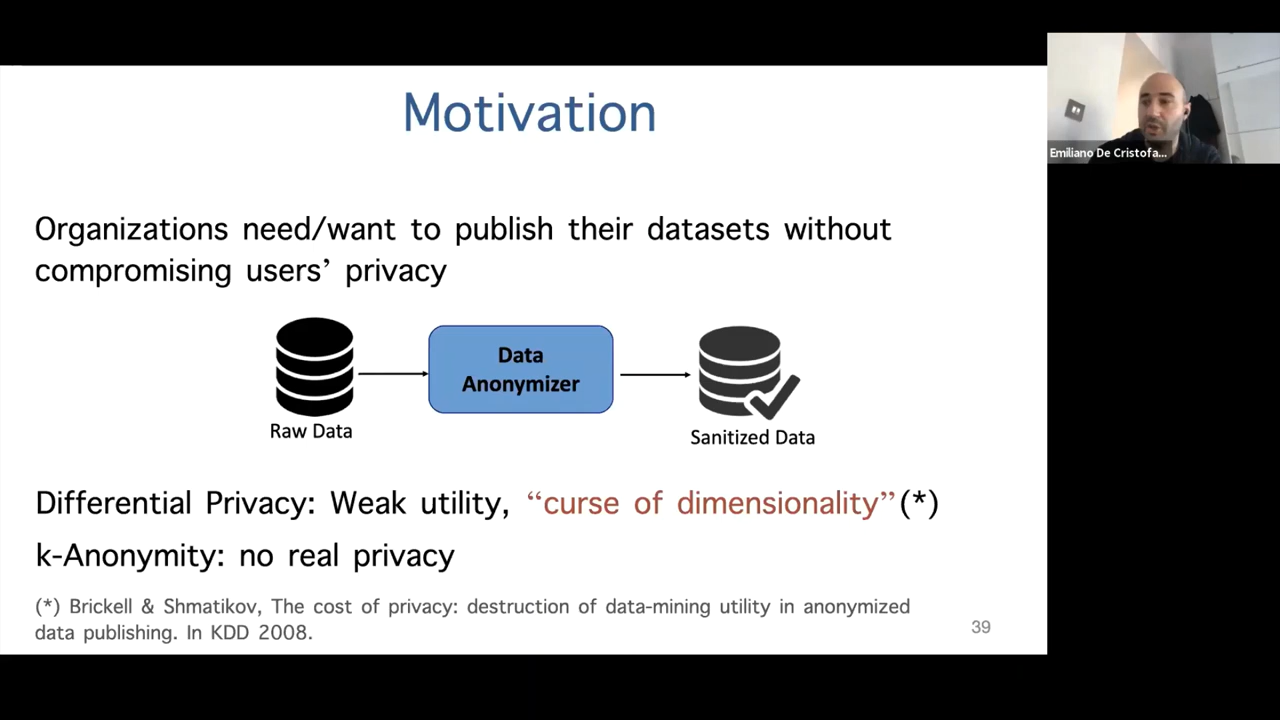 Motivation
Emiliano De Cristofa...
Organizations need/want to publish their datasets without
compromising users’ privacy
Data
Anonymizer
Raw Data
Sanitized Data
Differential Privacy: Weak utility, “curse of dimensionality”(*)
k-Anonymity: no real privacy
(*) Brickell & Shmatikov, The cost of privacy: destruction of data-mining utility in anonymized
data publishing. In KDD 2008.
39